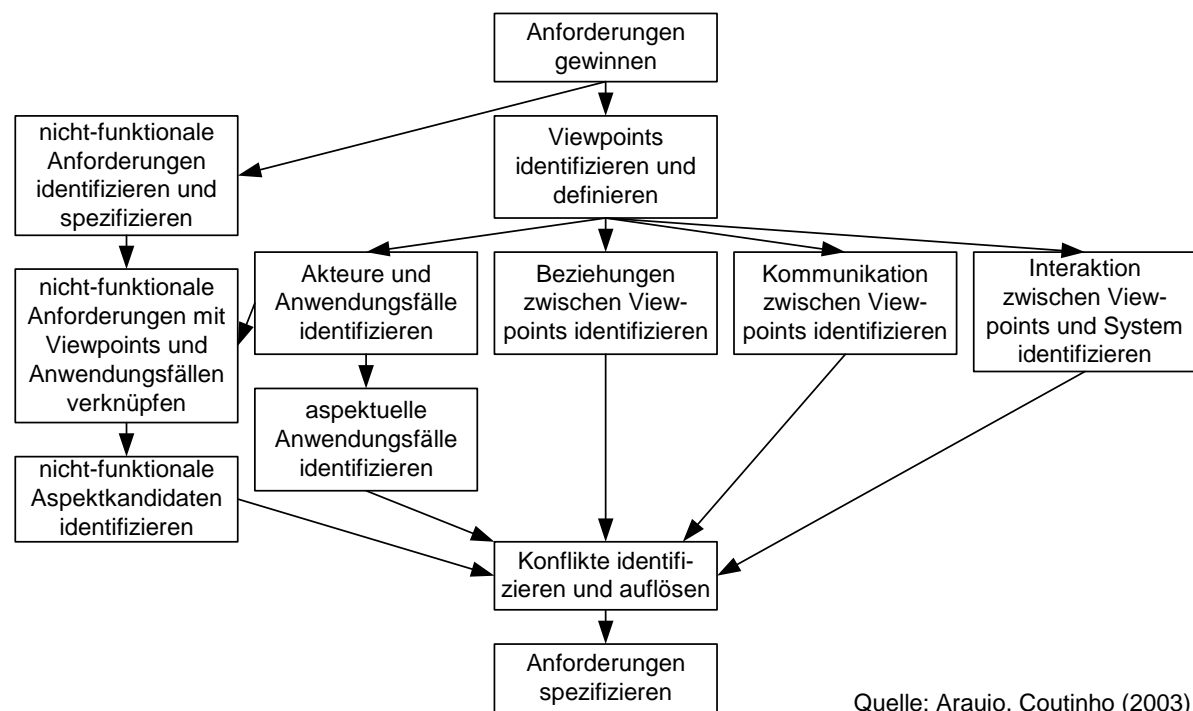 Anforderungen
gewinnen
nicht-funktionale
Anforderungen
identifizieren und
spezifizieren
Viewpoints
identifizieren und
definieren
nicht-funktionale
Anforderungen mit
Viewpoints und
Anwendungsfällen
verknüpfen
Akteure und
Anwendungsfälle
identifizieren
Beziehungen
zwischen View-
points identifizieren
Kommunikation
zwischen View-
points identifizieren
Interaktion
zwischen View-
points und System
identifizieren
aspektuelle
Anwendungsfälle
identifizieren
nicht-funktionale
Aspektkandidaten
identifizieren
Konflikte identifi-
zieren und auflösen
Anforderungen
spezifizieren
Quelle: Araujo, Coutinho (2003)